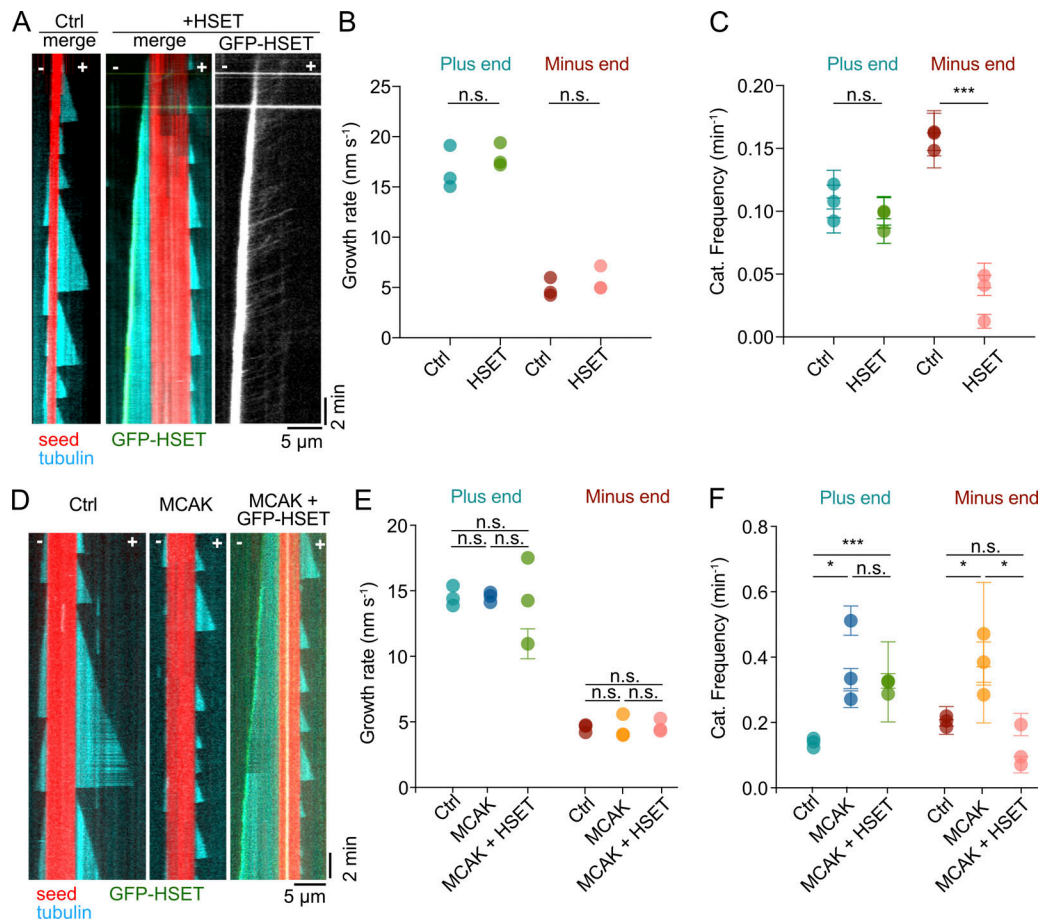 A
Ctrl
merge
+HSET
merge
GFP-HSET
- +
- +
- +
seed
tubulin
GFP-HSET
5 µm
2 min
B
Plus end
Minus end
n.s.
n.s.
Growth rate (nm s⁻¹)
25
20
15
10
5
0
Ctrl
HSET
Ctrl
HSET
C
Plus end
Minus end
n.s.
***
Cat. Frequency (min⁻¹)
0.20
0.15
0.10
0.05
0.00
Ctrl
HSET
Ctrl
HSET
D
Ctrl
MCAK
MCAK +
GFP-HSET
- +
- +
- +
seed
tubulin
GFP-HSET
5 µm
2 min
E
Plus end
Minus end
n.s.
n.s. n.s.
n.s.
n.s. n.s.
Growth rate (nm s⁻¹)
20
15
10
5
0
Ctrl
MCAK
MCAK + HSET
Ctrl
MCAK
MCAK + HSET
F
Plus end
Minus end
***
* n.s.
n.s.
* *
Cat. Frequency (min⁻¹)
0.8
0.6
0.4
0.2
0.0
Ctrl
MCAK
MCAK + HSET
Ctrl
MCAK
MCAK + HSET